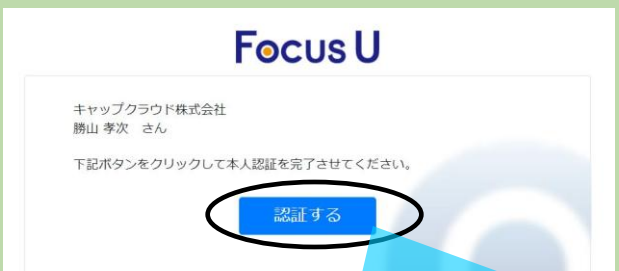 Focus U
キャップクラウド株式会社
勝山 孝次　さん
下記ボタンをクリックして本人認証を完了させてください。
認証する